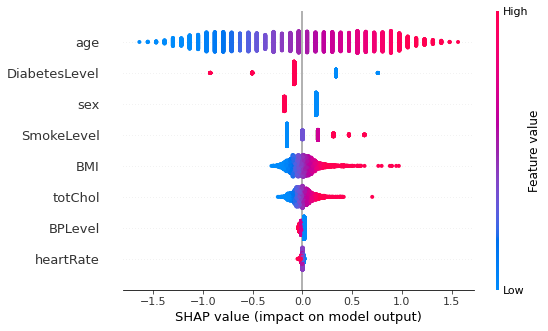 High
age
DiabetesLevel
sex
SmokeLevel
BMI
totChol
BPLevel
heartRate
Feature value
Low
−1.5 −1.0 −0.5 0.0 0.5 1.0 1.5
SHAP value (impact on model output)